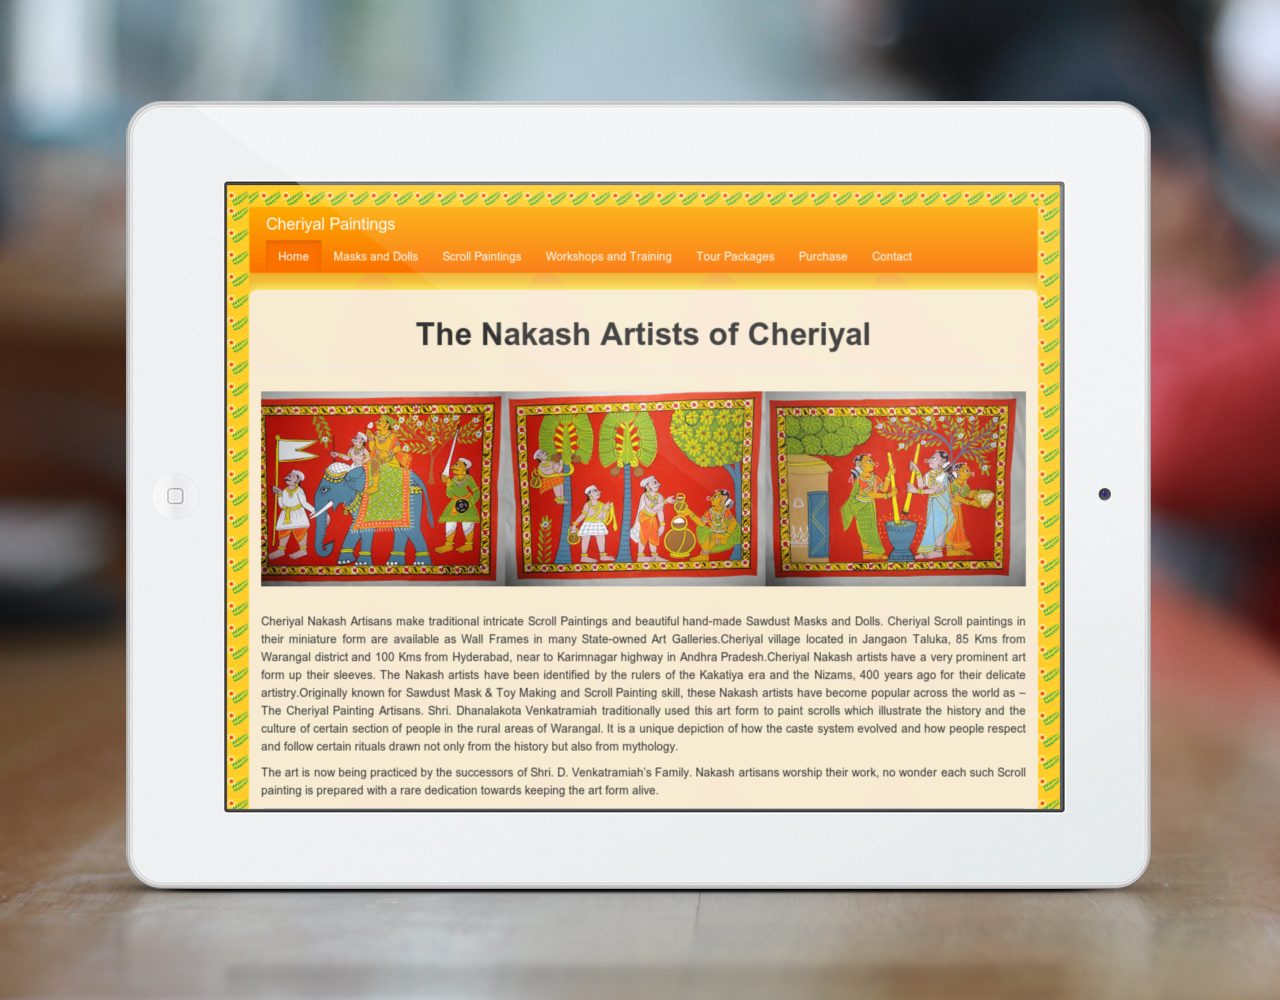 Cheriyal Paintings
Home Masks and Dolls Scroll Paintings Workshops and Training Tour Packages Purchase Contact
The Nakash Artists of Cheriyal
Cheriyal Nakash Artisans make traditional intricate Scroll Paintings and beautiful hand-made Sawdust Masks and Dolls. Cheriyal Scroll paintings in
their miniature form are available as Wall Frames in many State-owned Art Galleries.Cheriyal village located in Jangaon Taluka, 85 Kms from
Warangal district and 100 Kms from Hyderabad, near to Karimnagar highway in Andhra Pradesh.Cheriyal Nakash artists have a very prominent art
form up their sleeves. The Nakash artists have been identified by the rulers of the Kakatiya era and the Nizams, 400 years ago for their delicate
artistry.Originally known for Sawdust Mask & Toy Making and Scroll Painting skill, these Nakash artists have become popular across the world as –
The Cheriyal Painting Artisans. Shri. Dhanalakota Venkatramiah traditionally used this art form to paint scrolls which illustrate the history and the
culture of certain section of people in the rural areas of Warangal. It is a unique depiction of how the caste system evolved and how people respect
and follow certain rituals drawn not only from the history but also from mythology.
The art is now being practiced by the successors of Shri. D. Venkatramiah's Family. Nakash artisans worship their work, no wonder each such Scroll
painting is prepared with a rare dedication towards keeping the art form alive.